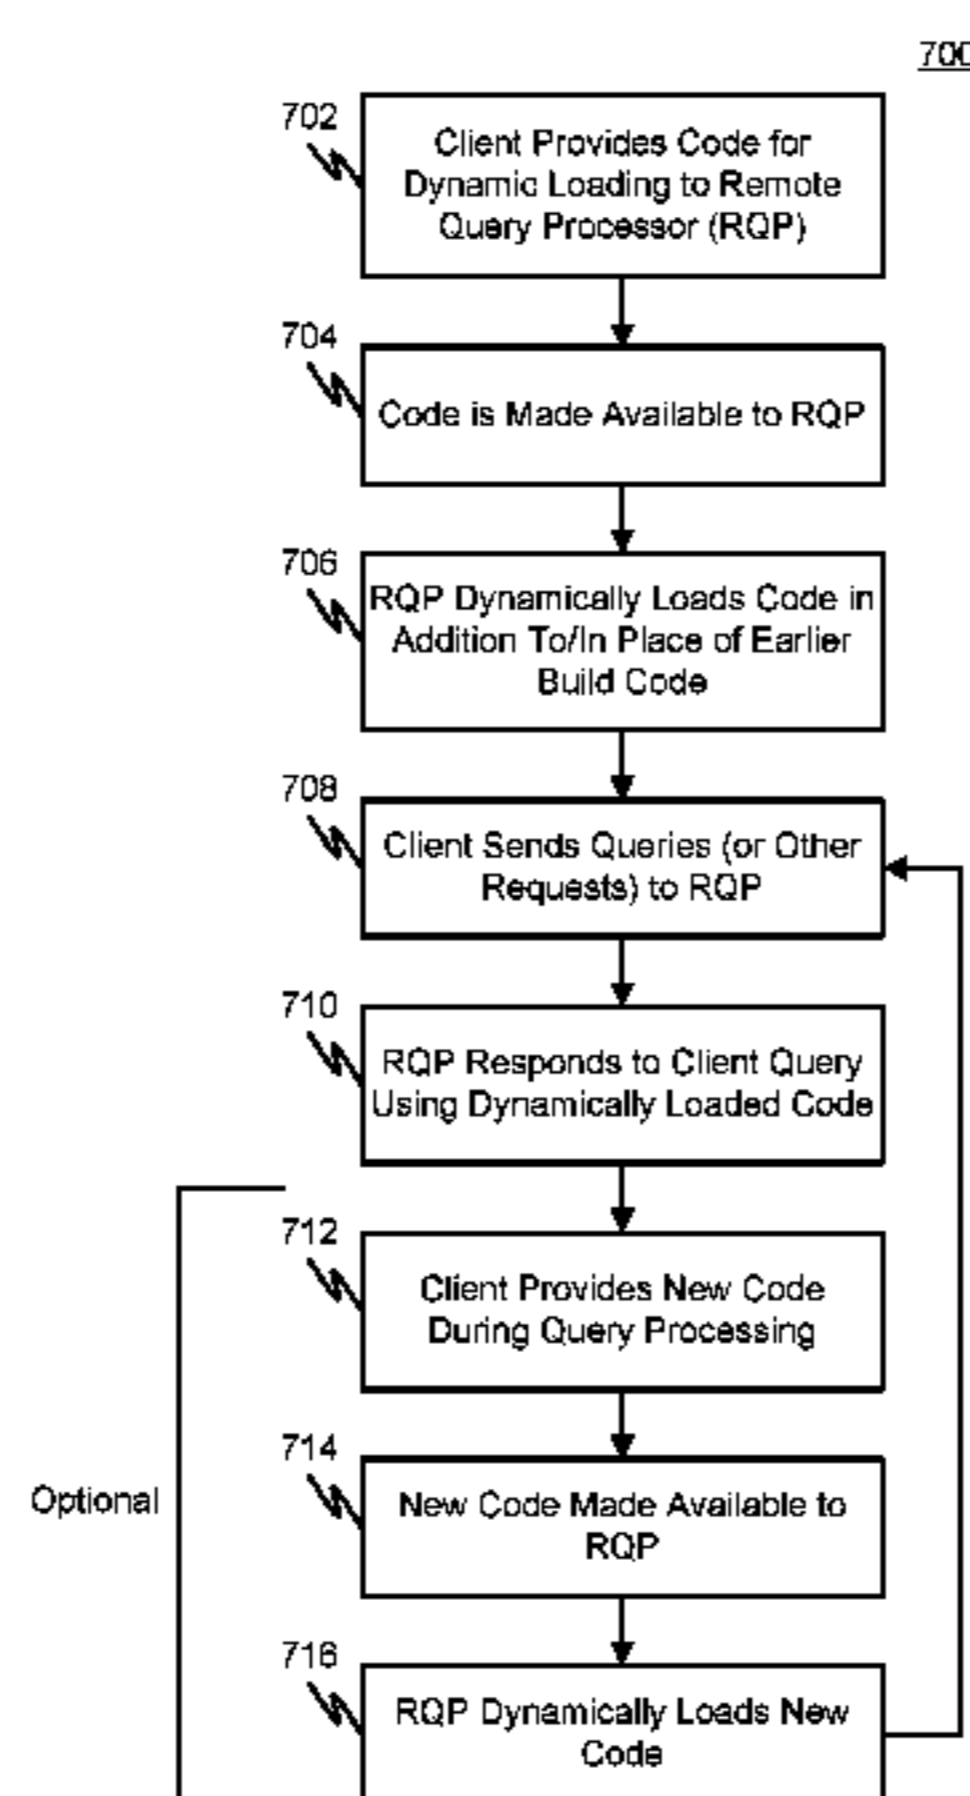 700
702
Client Provides Code for
Dynamic Loading to Remote
Query Processor (RQP)
704
Code is Made Available to RQP
706
RQP Dynamically Loads Code in
Addition To/In Place of Earlier
Build Code
708
Client Sends Queries (or Other
Requests) to RQP
710
RQP Responds to Client Query
Using Dynamically Loaded Code
712
Client Provides New Code
During Query Processing
714
Optional
New Code Made Available to
RQP
716
RQP Dynamically Loads New
Code